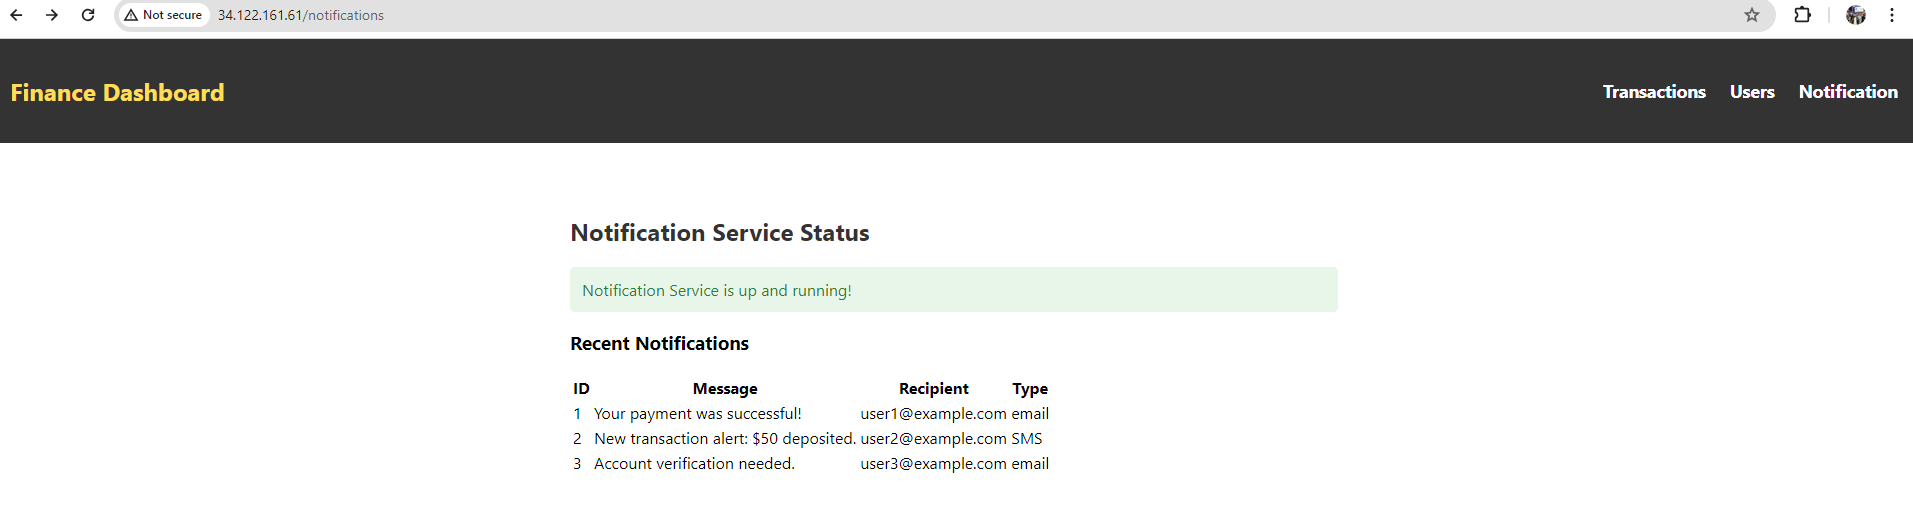 Not secure 34.122.161.61/notifications
Finance Dashboard Transactions Users Notification
Notification Service Status
Notification Service is up and running!
Recent Notifications
ID Message Recipient Type
1 Your payment was successful! user1@example.com email
2 New transaction alert: $50 deposited. user2@example.com SMS
3 Account verification needed. user3@example.com email